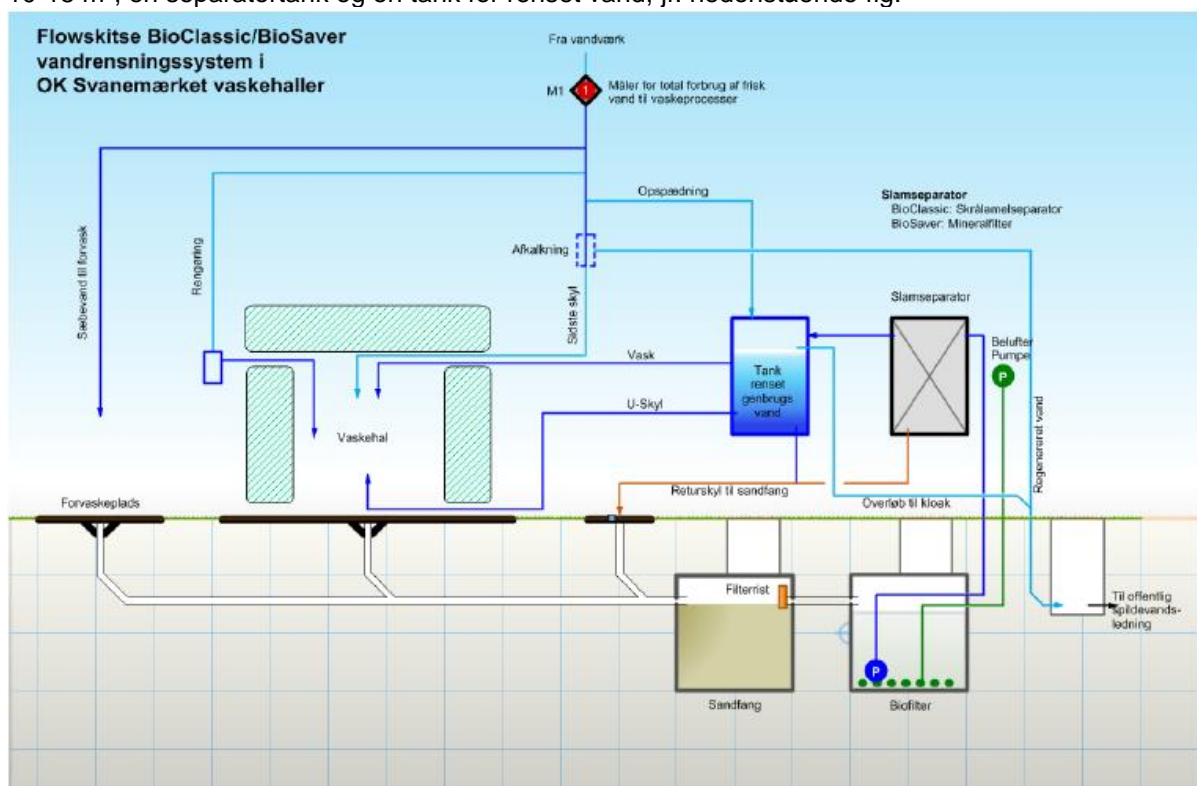 Flowskitse BioClassic/BioSaver
vandrensningssystem i
OK Svanemærket vaskehaller
Fra vandværk
M1
1
Måler for total forbrug af frisk
vand til vaskeprocesser
Opspædning
Slamseparator
BioClassic: Skrålamelseparator
BioSaver: Mineralfilter
Afkalkning
Sæbevand til forvask
Rengøring
Sidste skyl
Slamseparator
Belufter
Pumpe
P
Vask
Tank
renset
genbrugs
vand
U-Skyl
Vaskehal
Regenereret vand
Forvaskeplads
Returskyl til sandfang
Overløb til kloak
Filterrist
Til offentlig
spildevands-
ledning
P
Sandfang
Biofilter